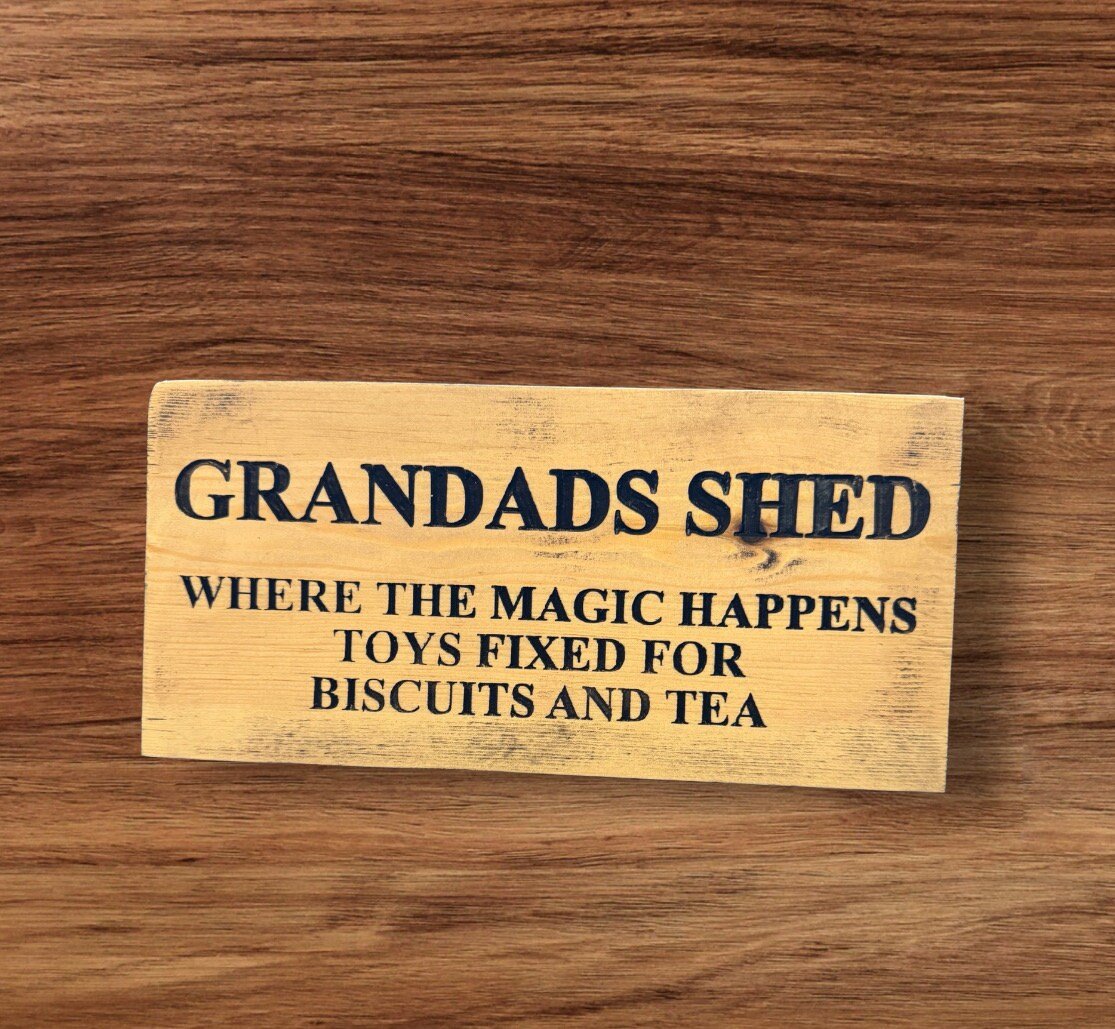 GRANDADS SHED
WHERE THE MAGIC HAPPENS
TOYS FIXED FOR
BISCUITS AND TEA